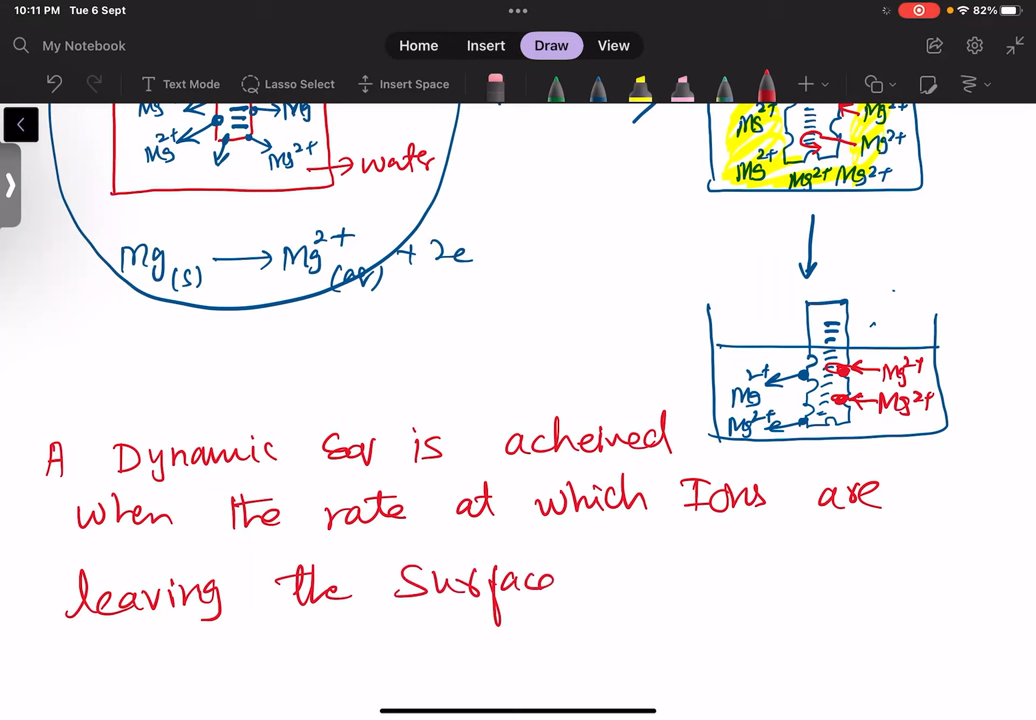 10:11 PM Tue 6 Sept
82%
My Notebook
Home Insert Draw View
Text Mode Lasso Select Insert Space
Mg Mg
Mg2+ Mg2+
water
Mg2+ Mg2+
Mg2+
Mg2+ Mg2+ Mg2+
Mg(s) → Mg2+(aq) + 2e
Mg2+ Mg2+
Mg2+ Mg2+
A Dynamic Eqv is acheived
when the rate at which Ions are
leaving the Surface